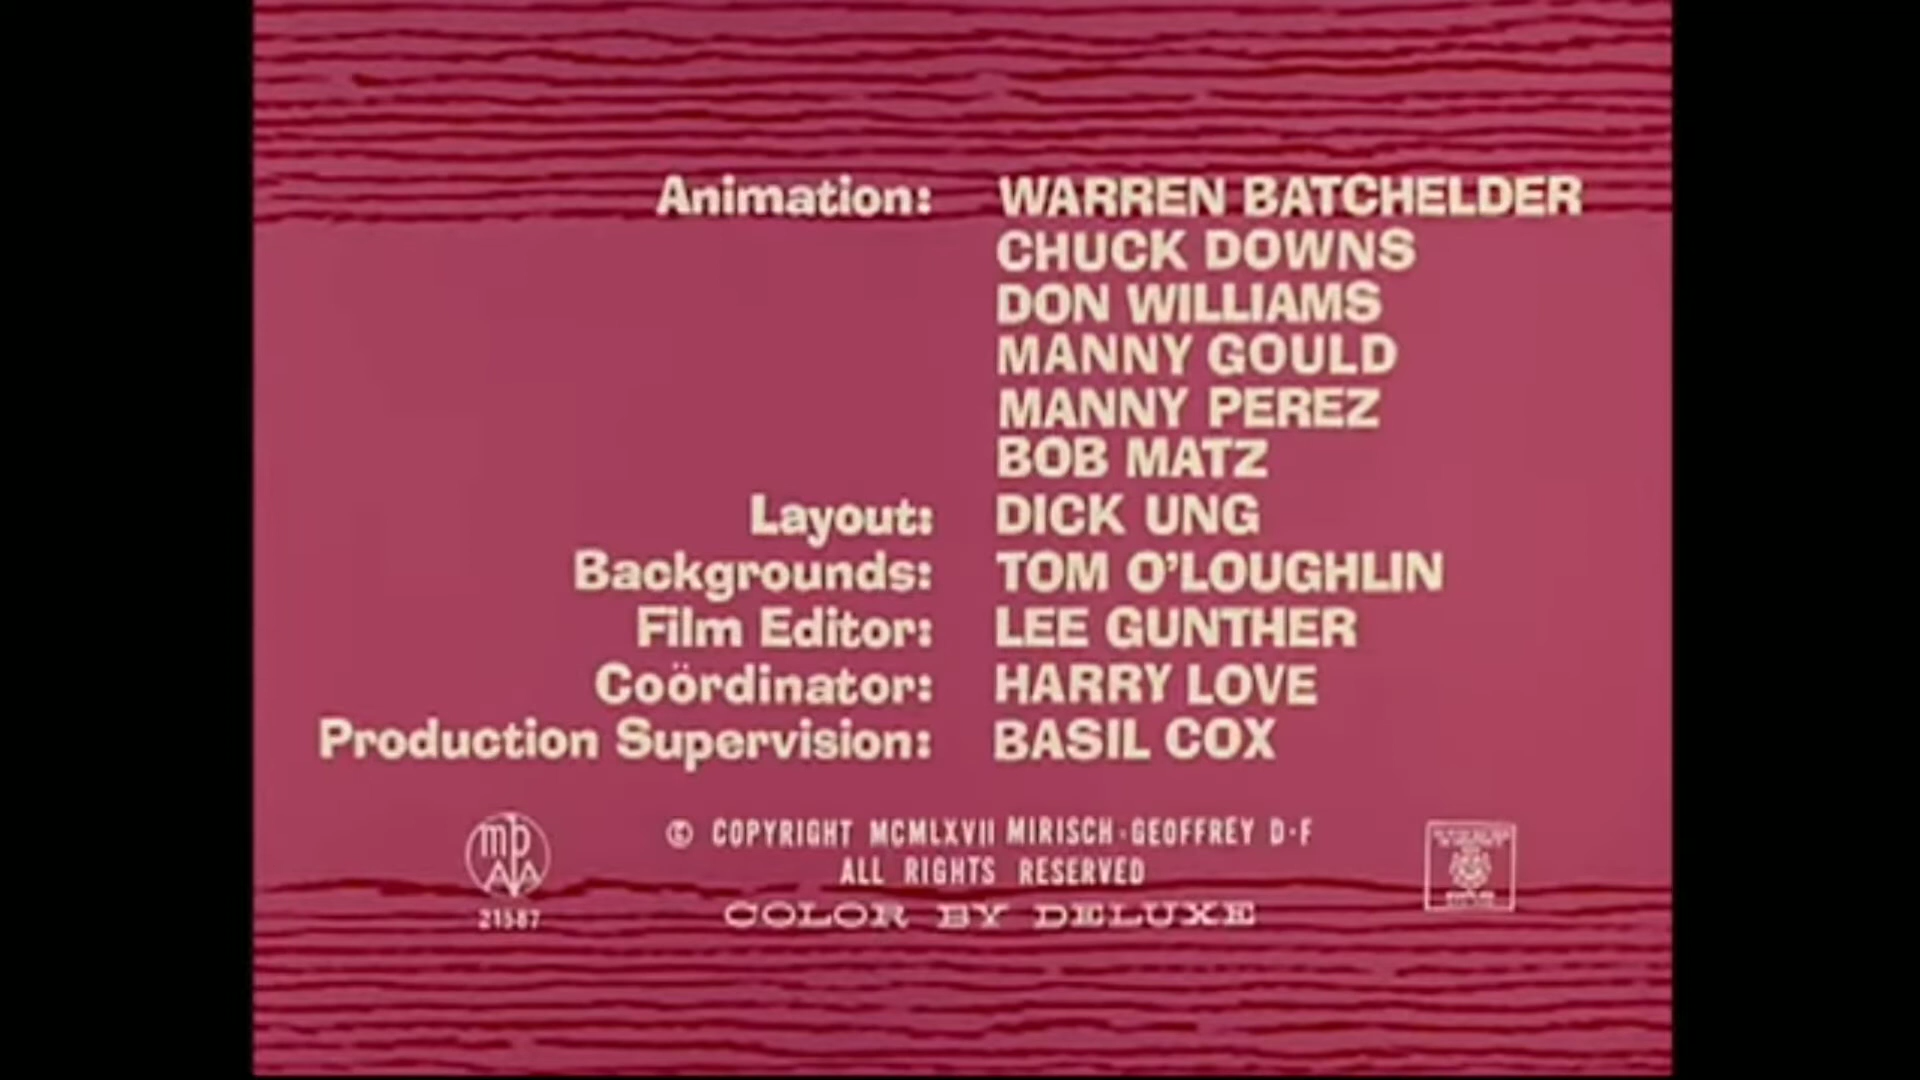 Animation: WARREN BATCHELDER
CHUCK DOWNS
DON WILLIAMS
MANNY GOULD
MANNY PEREZ
BOB MATZ
Layout: DICK UNG
Backgrounds: TOM O'LOUGHLIN
Film Editor: LEE GUNTHER
Coördinator: HARRY LOVE
Production Supervision: BASIL COX
© COPYRIGHT MCMLXVII MIRISCH-GEOFFREY D-F
ALL RIGHTS RESERVED
COLOR BY DELUXE
mpAA
21587